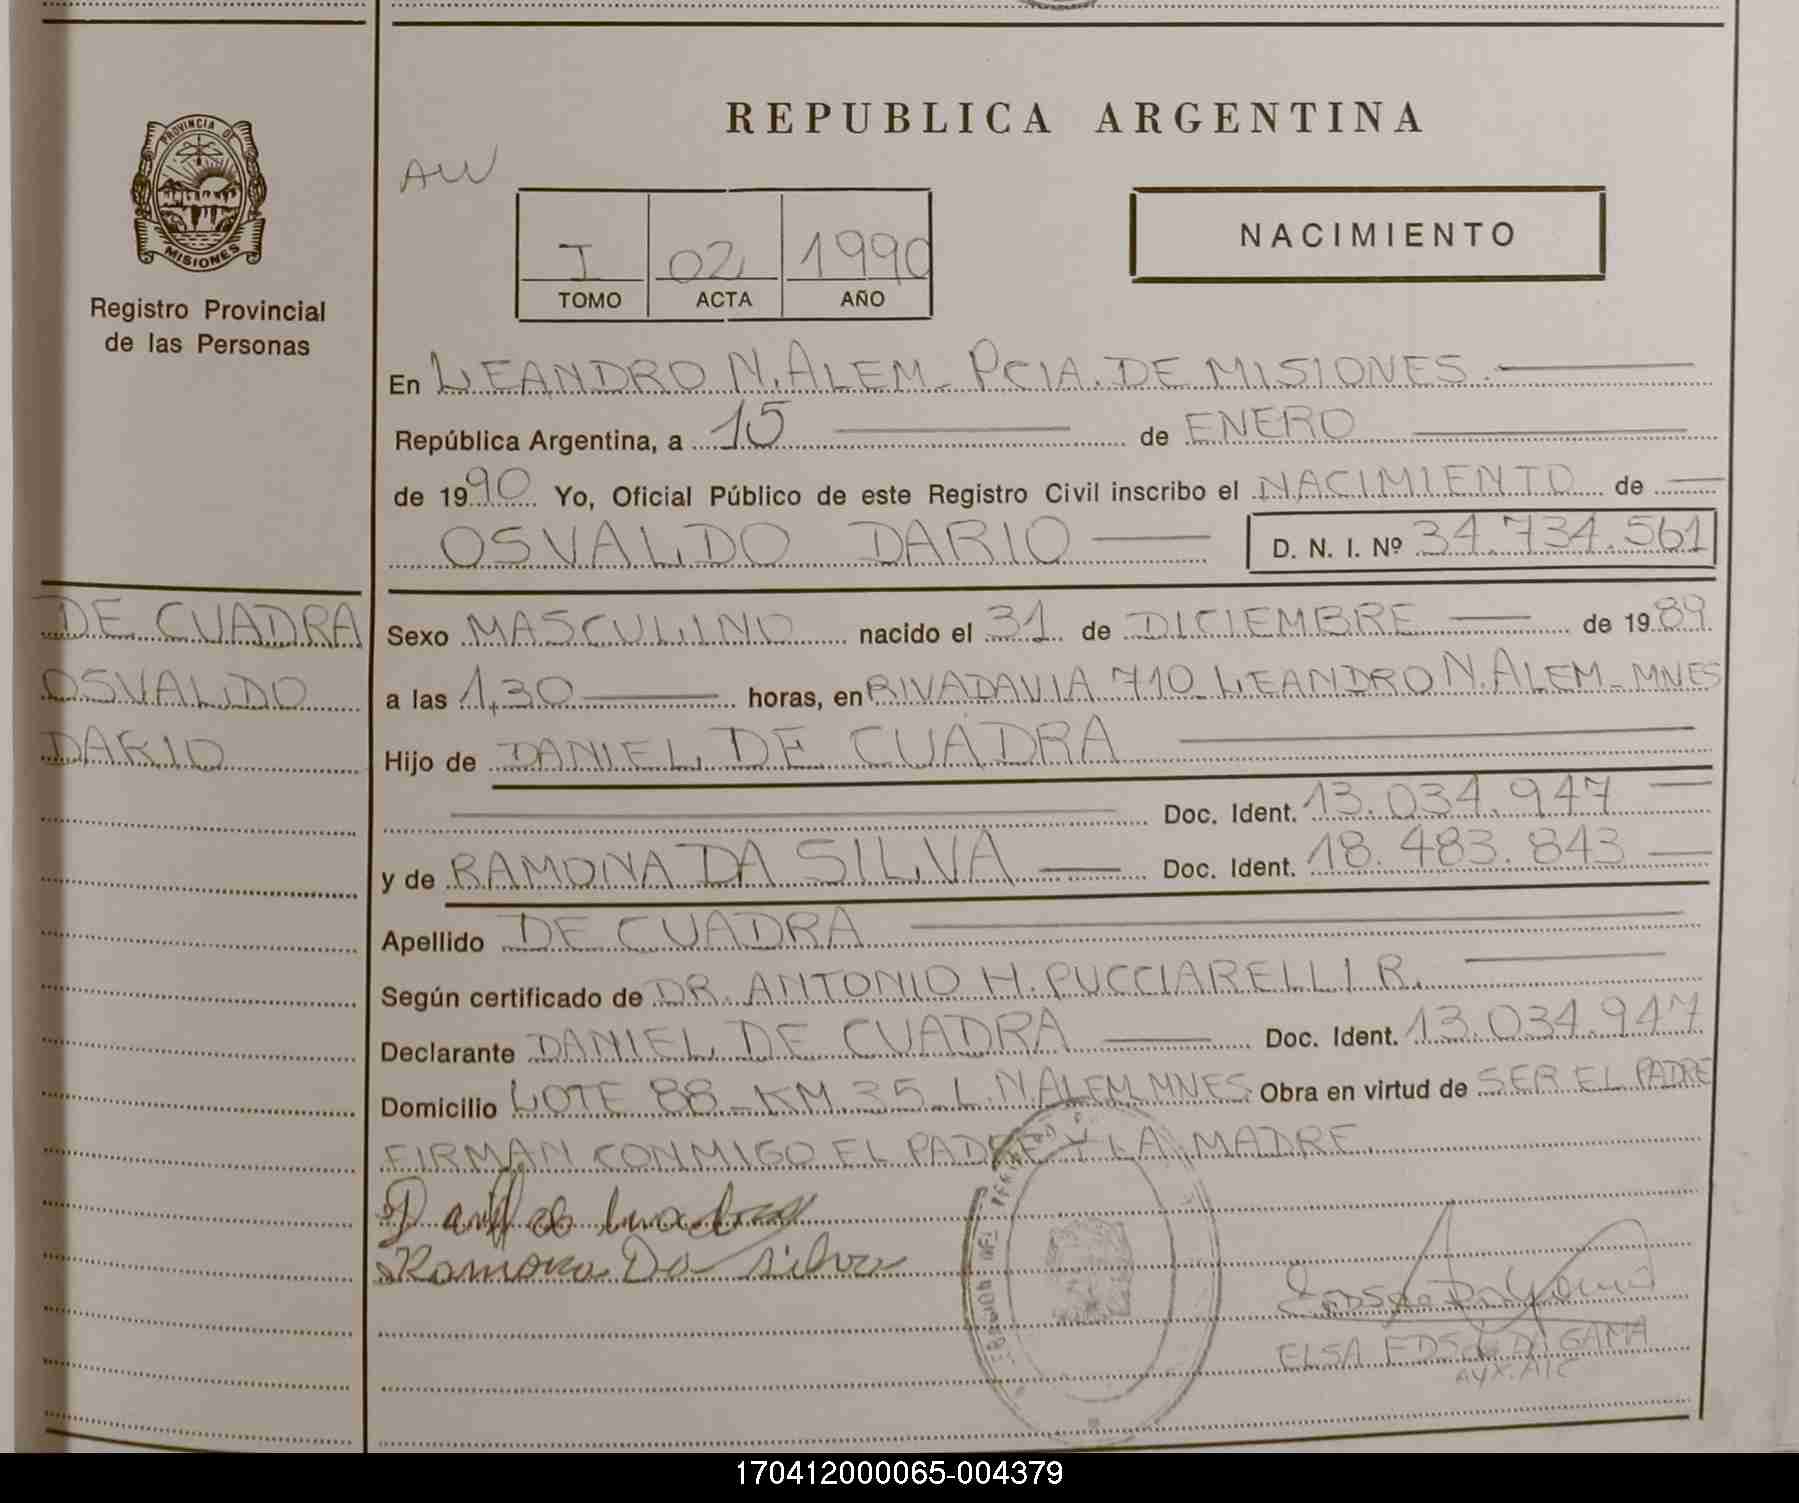 REPUBLICA ARGENTINA
AW
PROVINCIA DE
MISIONES
Registro Provincial
de las Personas
I 02 1990
TOMO ACTA AÑO
NACIMIENTO
En LEANDRO N. ALEM - PCIA. DE MISIONES.
República Argentina, a 15 de ENERO
de 1990 Yo, Oficial Público de este Registro Civil inscribo el NACIMIENTO de
OSVALDO DARIO D. N. I. Nº 34.734.561
DE CUADRA
OSVALDO
DARIO
Sexo MASCULINO nacido el 31 de DICIEMBRE de 1989
a las 1,30 horas, en RIVADAVIA 710 - LEANDRO N. ALEM - MNES
Hijo de DANIEL DE CUADRA
Doc. Ident. 13.034.947
y de RAMONA DA SILVA Doc. Ident. 18.483.843
Apellido DE CUADRA
Según certificado de DR. ANTONIO H. PUCCIARELLI R.
Declarante DANIEL DE CUADRA Doc. Ident. 13.034.947
Domicilio LOTE 88 - KM. 35 - L. N. ALEM. MNES. Obra en virtud de SER EL PADRE
FIRMAN CONMIGO EL PADRE Y LA MADRE.
Ramona Da Silva
ELSA DA GAMA
170412000065-004379